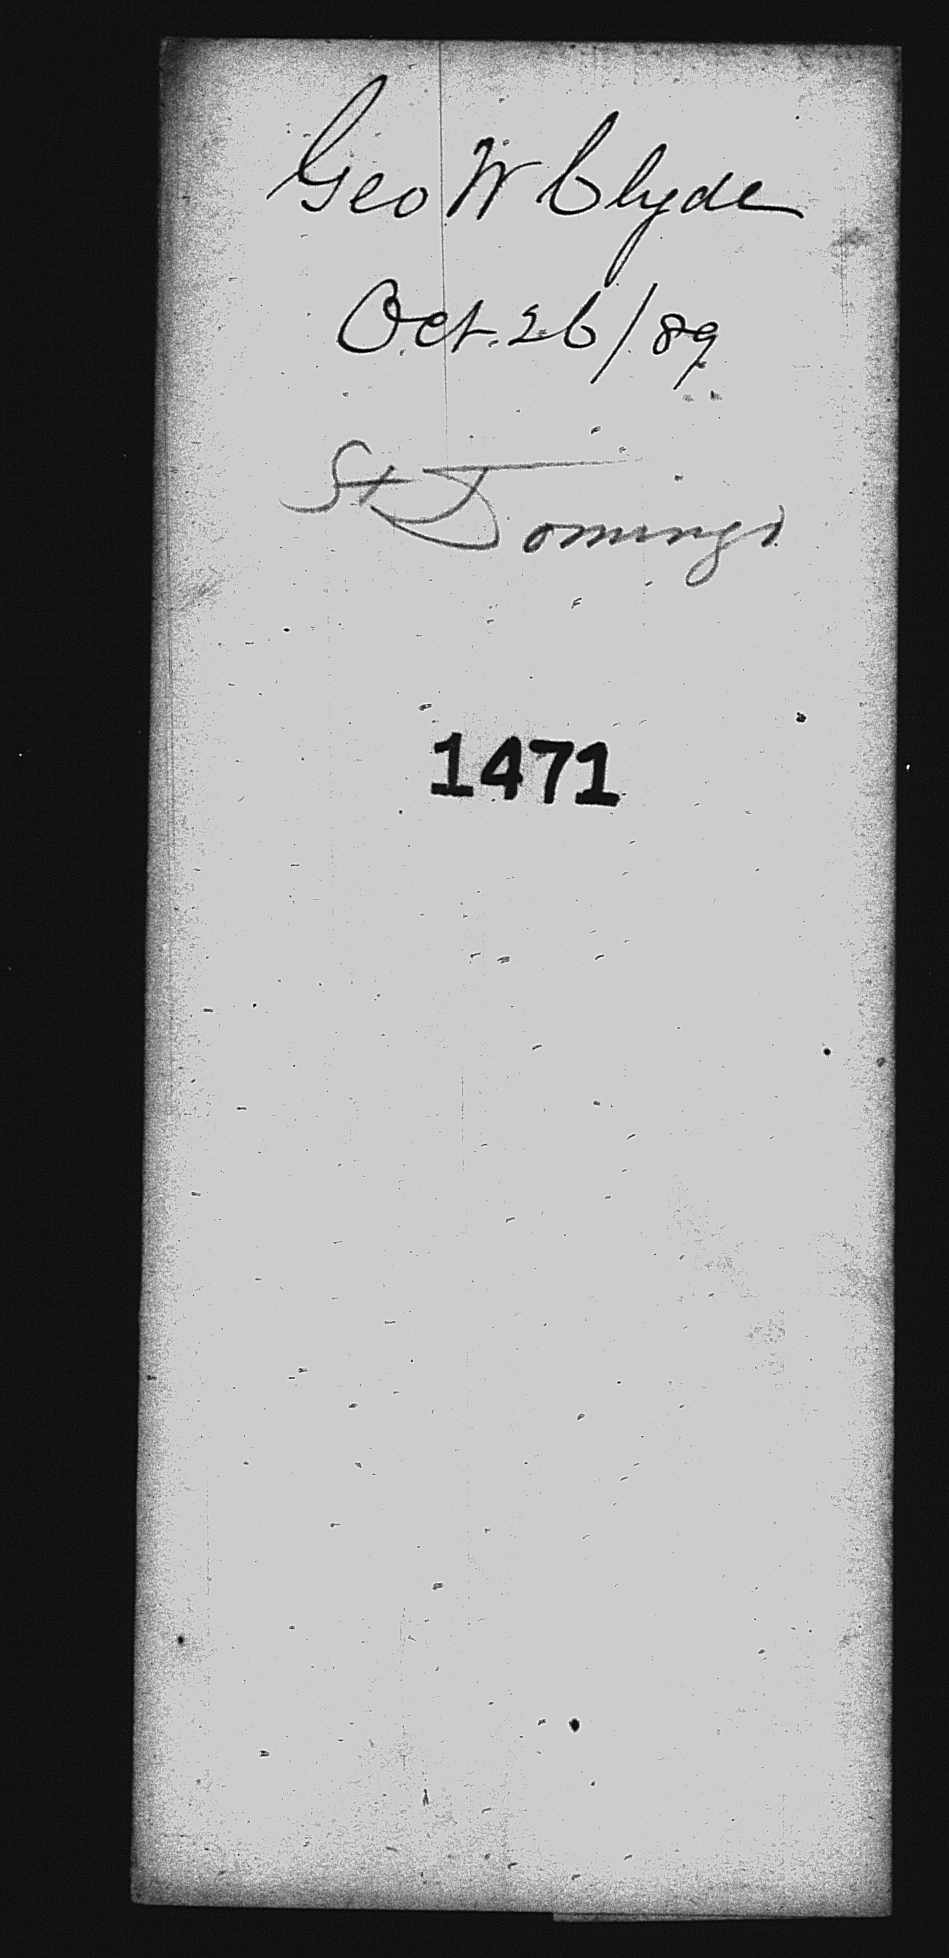 Geo W Clyde
Oct. 26/89
St Domingo
1471